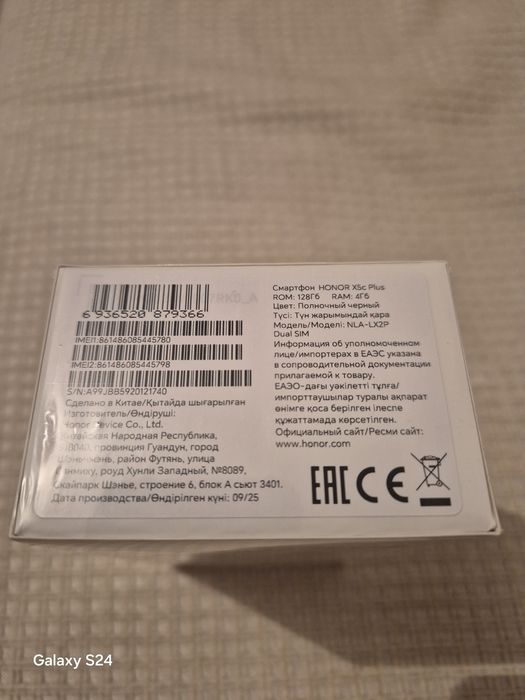 6 936520 879366
IMEI1:861486085445780
IMEI2:861486085445798
S/N:A99JBB5920121740
Сделано в Китае/Қытайда шығарылған
Изготовитель/Өндіруші:
Honor Device Co., Ltd.
Китайская Народная Республика,
518040, провинция Гуандун, город
Шэньчжэнь, район Футянь, улица
Сянмиху, роуд Хунли Западный, №8089,
Скайпарк Шэнье, строение 6, блок А сьют 3401.
Дата производства/Өндірілген күні: 09/25
Смартфон HONOR X5c Plus
ROM: 128Гб RAM: 4Гб
Цвет: Полночный черный
Түсі: Түн жарымындай қара
Модель/Моделі: NLA-LX2P
Dual SIM
Информация об уполномоченном
лице/импортерах в ЕАЭС указана
в сопроводительной документации
прилагаемой к товару.
ЕАЭО-дағы уәкілетті тұлға/
импорттаушылар туралы ақпарат
өнімге қоса берілген ілеспе
құжаттамада көрсетілген.
Официальный сайт/Ресми сайт:
www.honor.com
EAC CE
Galaxy S24